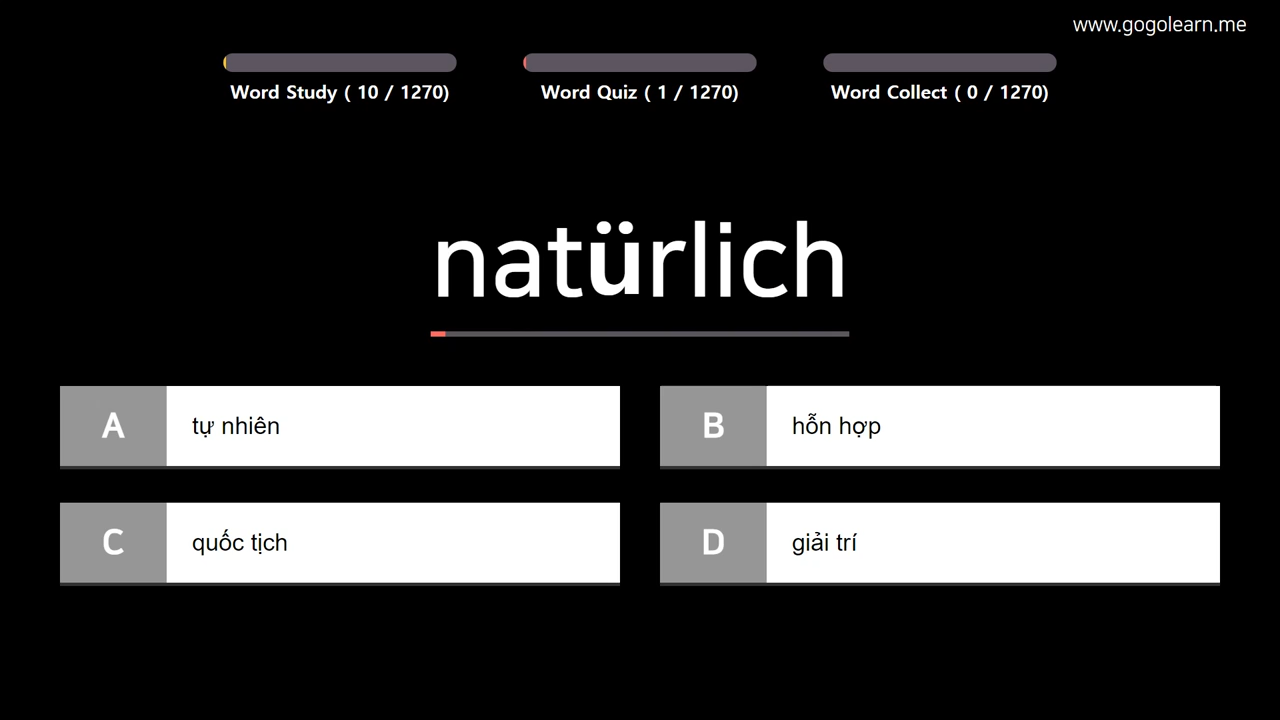 www.gogolearn.me
Word Study ( 10 / 1270)
Word Quiz ( 1 / 1270)
Word Collect ( 0 / 1270)
natürlich
A tự nhiên
B hỗn hợp
C quốc tịch
D giải trí